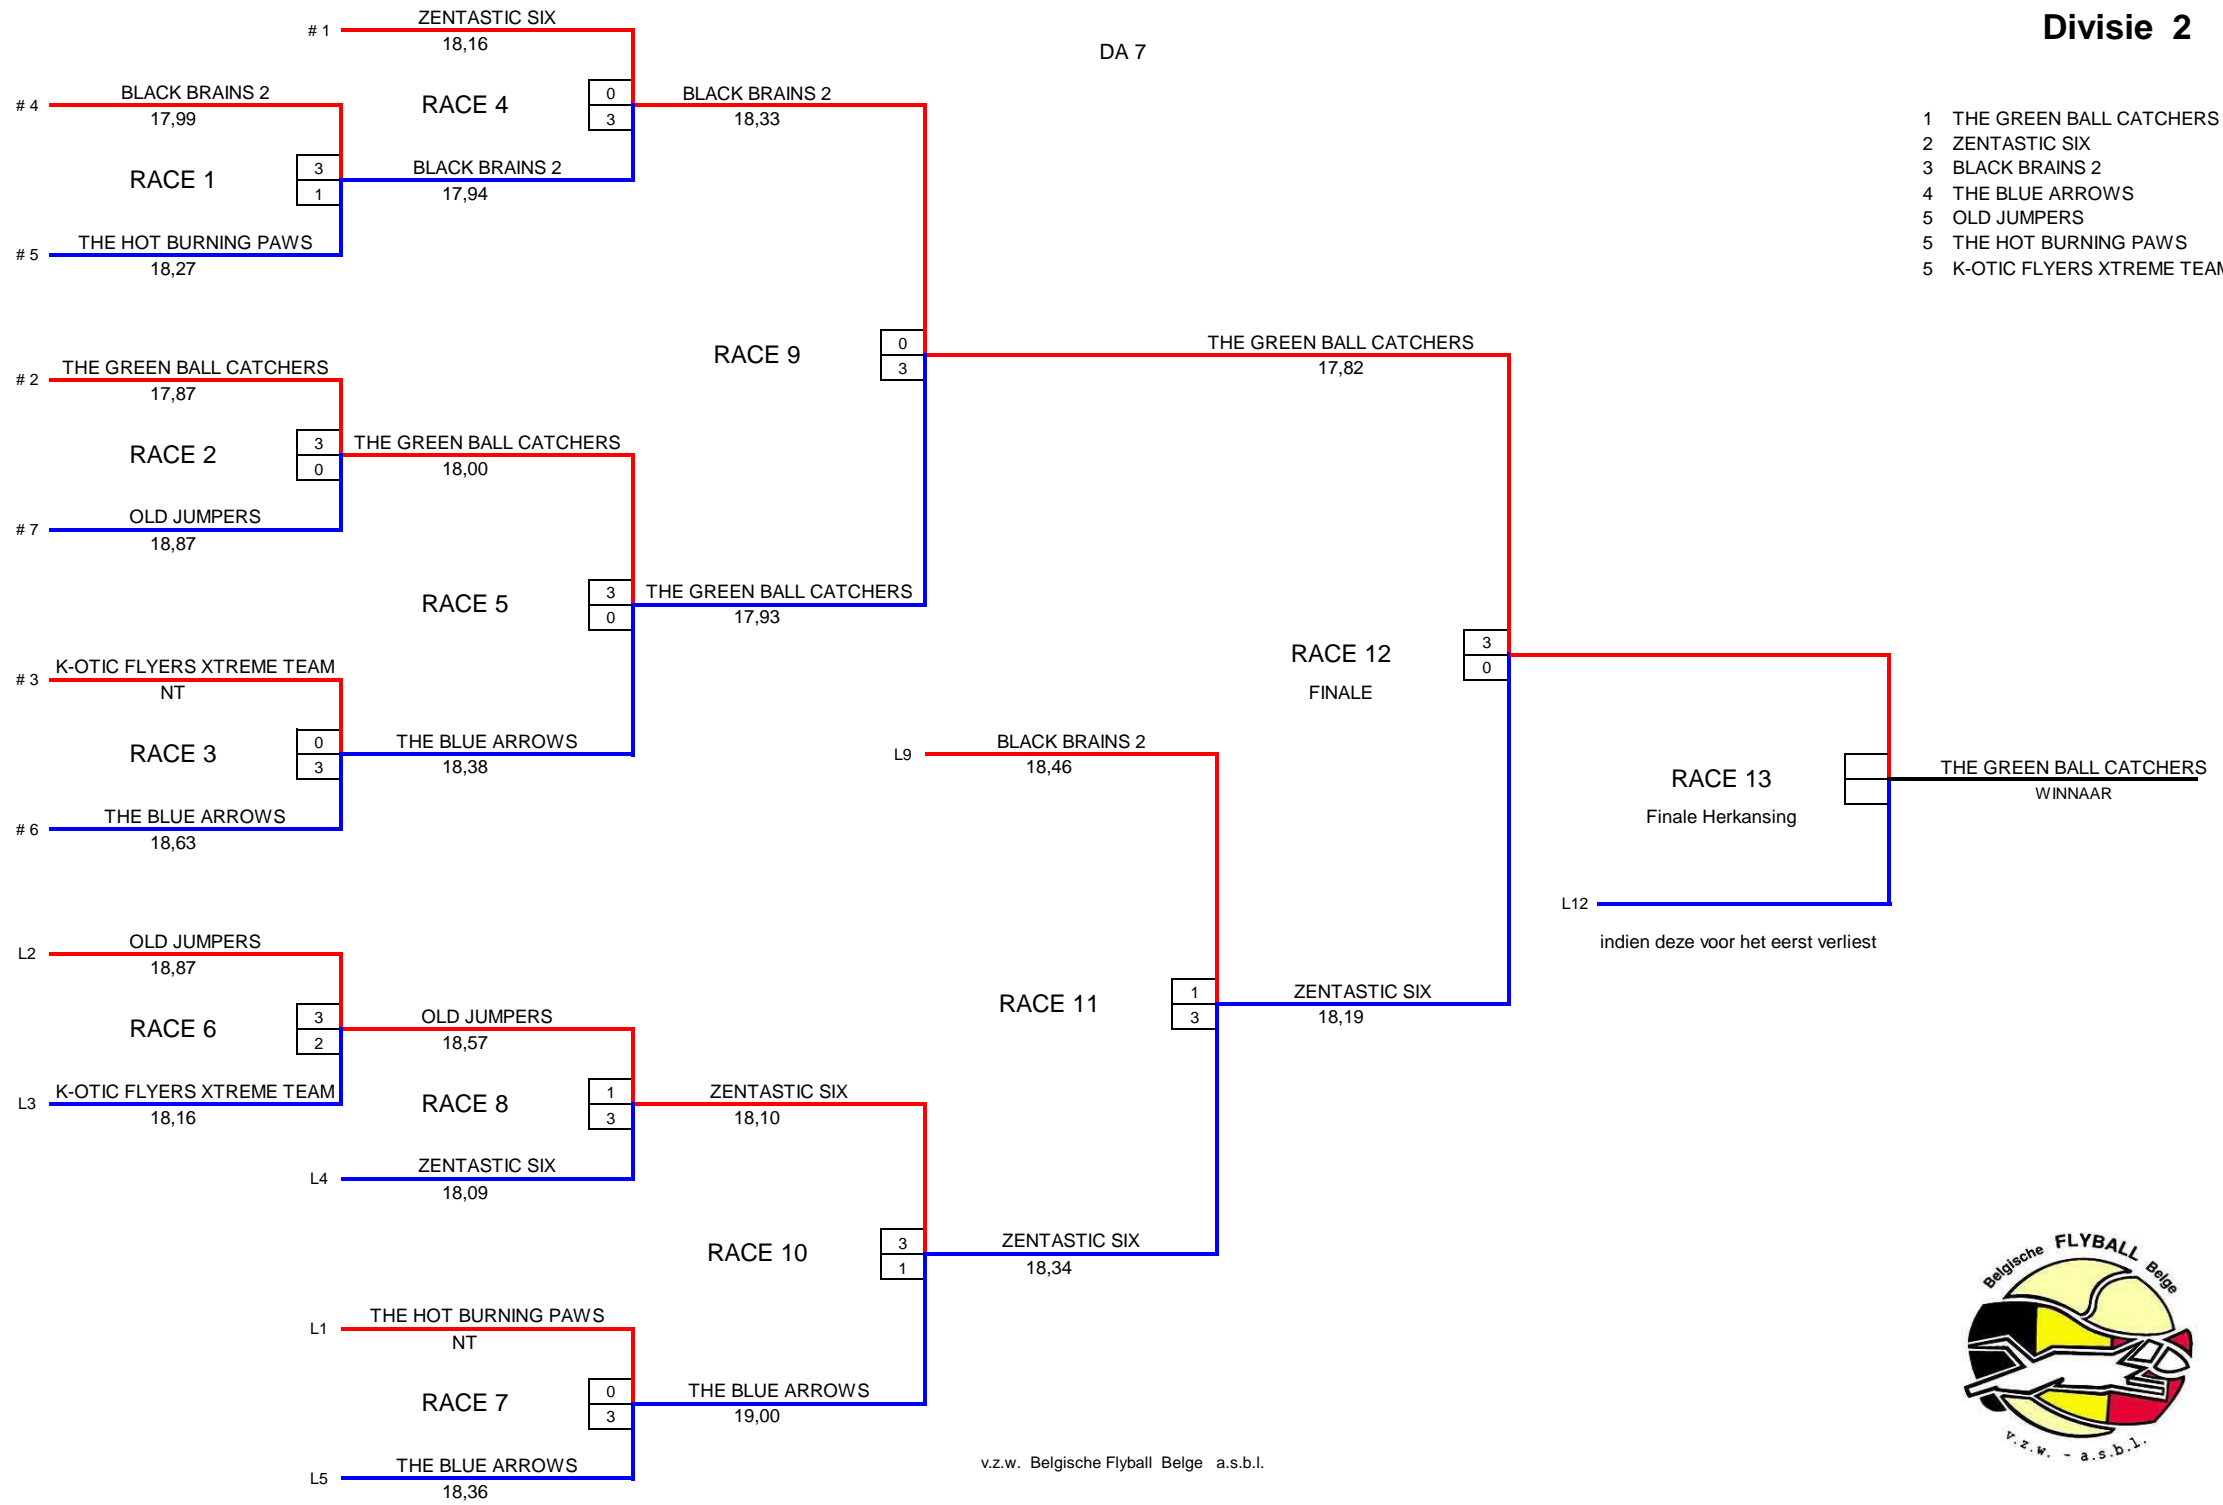 Divisie 2
DA 7
1 THE GREEN BALL CATCHERS
2 ZENTASTIC SIX
3 BLACK BRAINS 2
4 THE BLUE ARROWS
5 OLD JUMPERS
5 THE HOT BURNING PAWS
5 K-OTIC FLYERS XTREME TEAM
# 1 ZENTASTIC SIX
18,16
RACE 4
0
3
# 4 BLACK BRAINS 2
17,99
RACE 1
3
1
# 5 THE HOT BURNING PAWS
18,27
BLACK BRAINS 2
17,94
BLACK BRAINS 2
18,33
# 2 THE GREEN BALL CATCHERS
17,87
RACE 2
3
0
# 7 OLD JUMPERS
18,87
THE GREEN BALL CATCHERS
18,00
RACE 5
3
0
THE GREEN BALL CATCHERS
17,93
# 3 K-OTIC FLYERS XTREME TEAM
NT
RACE 3
0
3
# 6 THE BLUE ARROWS
18,63
THE BLUE ARROWS
18,38
RACE 9
0
3
THE GREEN BALL CATCHERS
17,82
RACE 12
FINALE
3
0
L9 BLACK BRAINS 2
18,46
RACE 11
1
3
ZENTASTIC SIX
18,19
RACE 13
Finale Herkansing
THE GREEN BALL CATCHERS
WINNAAR
L12
indien deze voor het eerst verliest
L2 OLD JUMPERS
18,87
RACE 6
3
2
L3 K-OTIC FLYERS XTREME TEAM
18,16
OLD JUMPERS
18,57
RACE 8
1
3
L4 ZENTASTIC SIX
18,09
ZENTASTIC SIX
18,10
RACE 10
3
1
ZENTASTIC SIX
18,34
L1 THE HOT BURNING PAWS
NT
RACE 7
0
3
L5 THE BLUE ARROWS
18,36
THE BLUE ARROWS
19,00
v.z.w. Belgische Flyball Belge a.s.b.l.
Belgische FLYBALL Belge
v.z.w. - a.s.b.l.